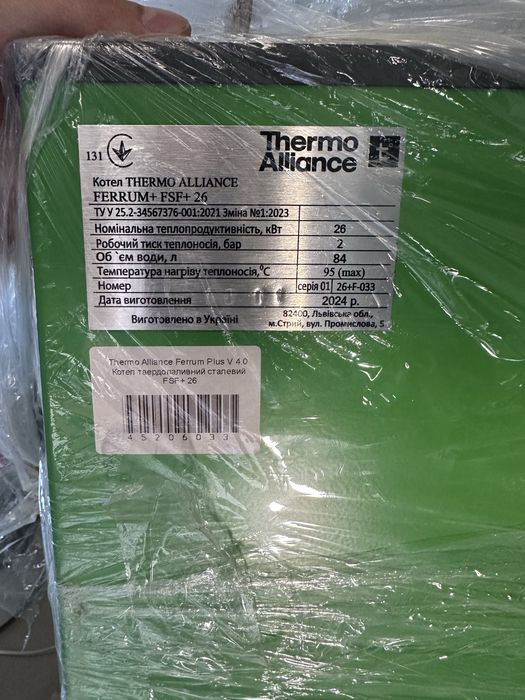 131
Thermo
Alliance
Котел THERMO ALLIANCE
FERRUM+ FSF+ 26
ТУ У 25.2-34567376-001:2021 Зміна №1:2023
Номінальна теплопродуктивність, кВт 26
Робочий тиск теплоносія, бар 2
Об `єм води, л 84
Температура нагріву теплоносія,°С 95 (max)
Номер серія 01 26+F-033
Дата виготовлення 2024 р.
Виготовлено в Україні 82400, Львівська обл.,
м.Стрий, вул. Промислова, 5
Thermo Alliance Ferrum Plus V 4.0
Котел твердопаливний сталевий
FSF+ 26
45206033